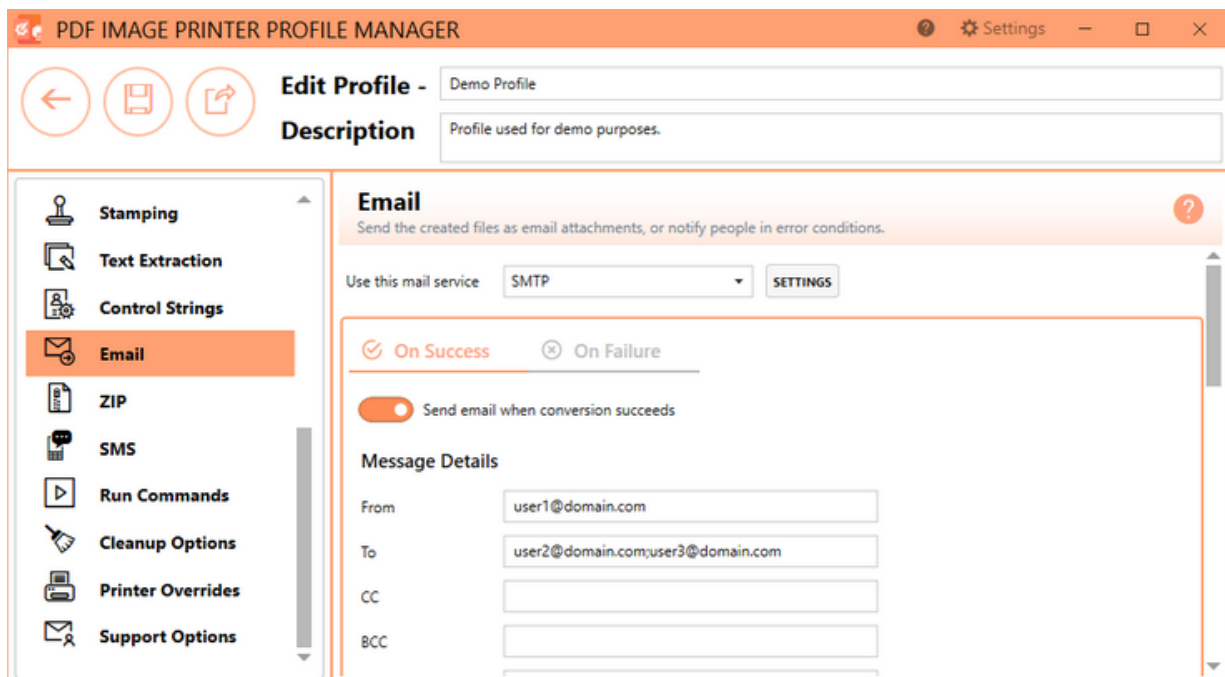 PDF IMAGE PRINTER PROFILE MANAGER
? Settings
Edit Profile - Demo Profile
Description Profile used for demo purposes.
Stamping
Text Extraction
Control Strings
Email
ZIP
SMS
Run Commands
Cleanup Options
Printer Overrides
Support Options
Email
Send the created files as email attachments, or notify people in error conditions.
?
Use this mail service SMTP SETTINGS
On Success On Failure
Send email when conversion succeeds
Message Details
From user1@domain.com
To user2@domain.com;user3@domain.com
CC
BCC